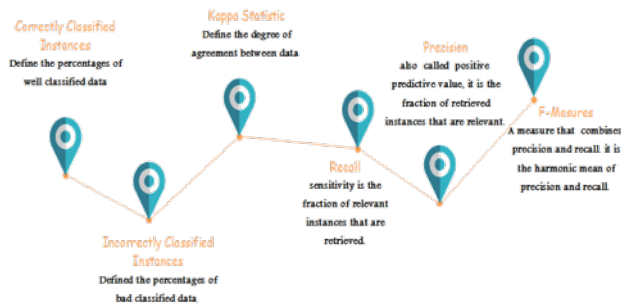 Correctly Classified
Instances
Define the percentages of
well classified data
Incorrectly Classified
Instances
Defined the percentages of
bad classified data
Kappa Statistic
Define the degree of
agreement between data
Recall
sensitivity is the
fraction of relevant
instances that are
retrieved.
Precision
also called positive
predictive value, it is the
fraction of retrieved
instances that are relevant.
F-Measures
A measure that combines
precision and recall. it is
the harmonic mean of
precision and recall.